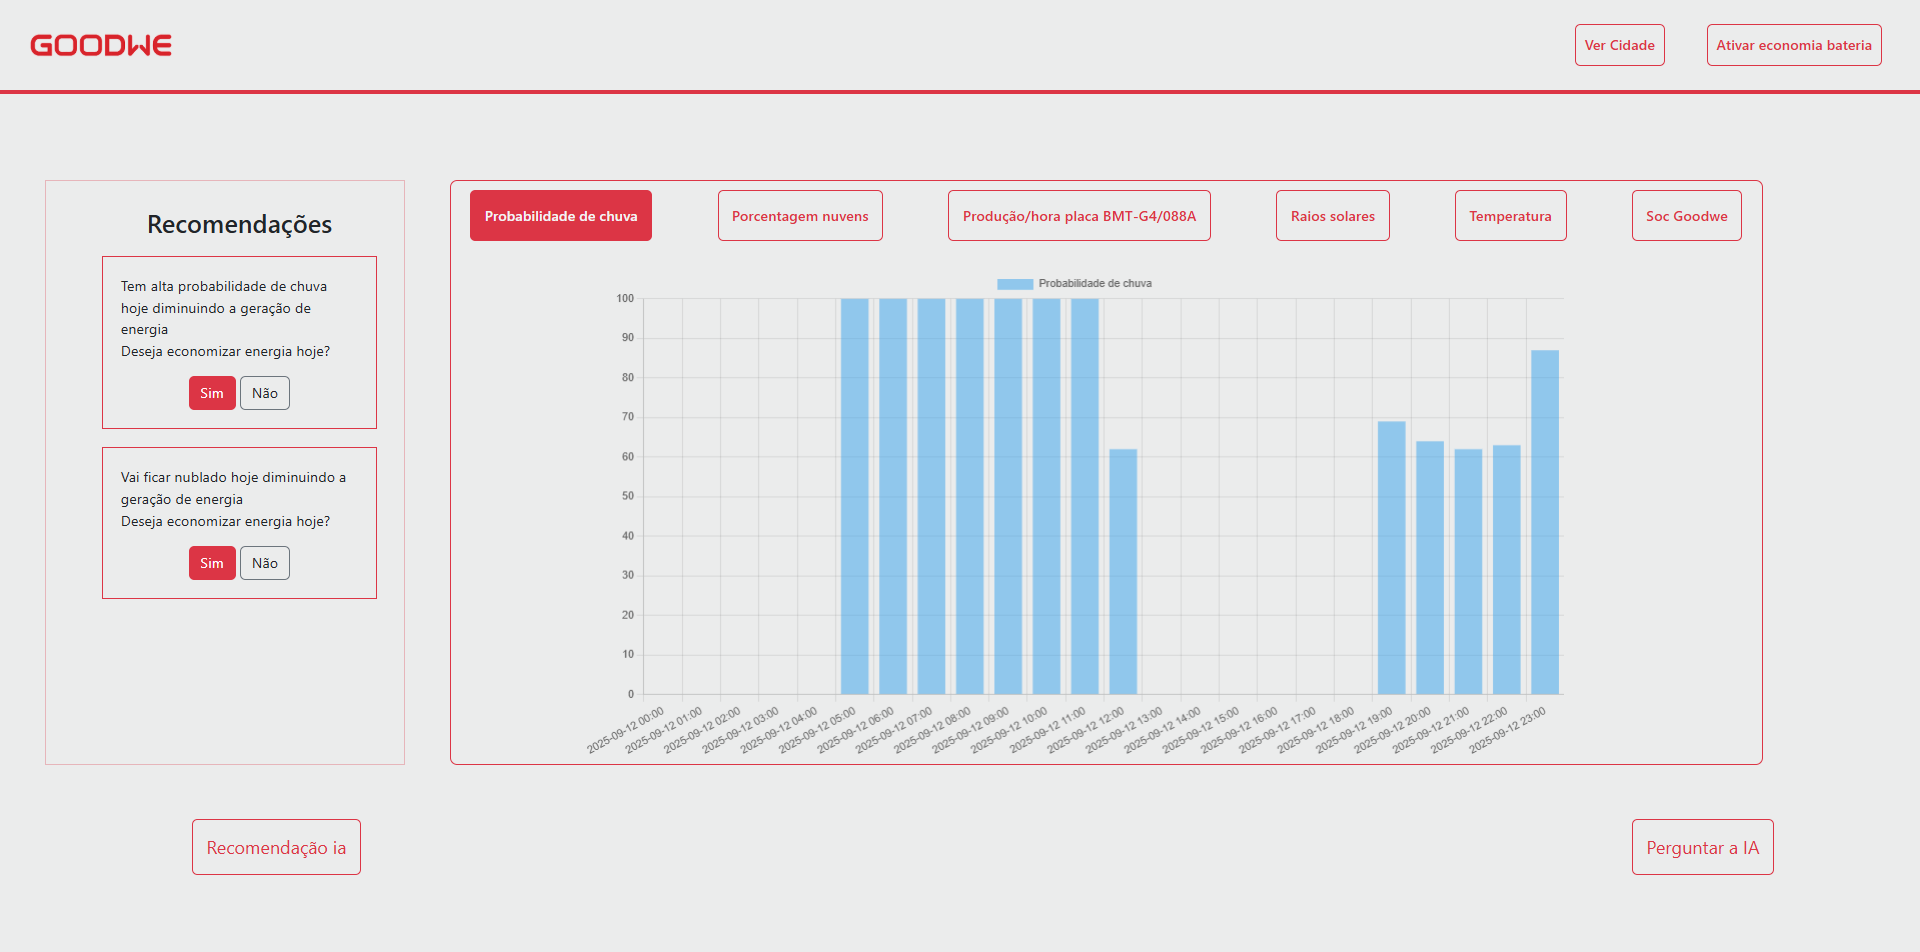 GOODWE
Ver Cidade
Ativar economia bateria
Recomendações
Tem alta probabilidade de chuva
hoje diminuindo a geração de
energia
Deseja economizar energia hoje?
Sim
Não
Vai ficar nublado hoje diminuindo a
geração de energia
Deseja economizar energia hoje?
Sim
Não
Probabilidade de chuva
Porcentagem nuvens
Produção/hora placa BMT-G4/088A
Raios solares
Temperatura
Soc Goodwe
Probabilidade de chuva
100
90
80
70
60
50
40
30
20
10
0
2025-09-12 00:00
2025-09-12 01:00
2025-09-12 02:00
2025-09-12 03:00
2025-09-12 04:00
2025-09-12 05:00
2025-09-12 06:00
2025-09-12 07:00
2025-09-12 08:00
2025-09-12 09:00
2025-09-12 10:00
2025-09-12 11:00
2025-09-12 12:00
2025-09-12 13:00
2025-09-12 14:00
2025-09-12 15:00
2025-09-12 16:00
2025-09-12 17:00
2025-09-12 18:00
2025-09-12 19:00
2025-09-12 20:00
2025-09-12 21:00
2025-09-12 22:00
2025-09-12 23:00
Recomendação ia
Perguntar a IA